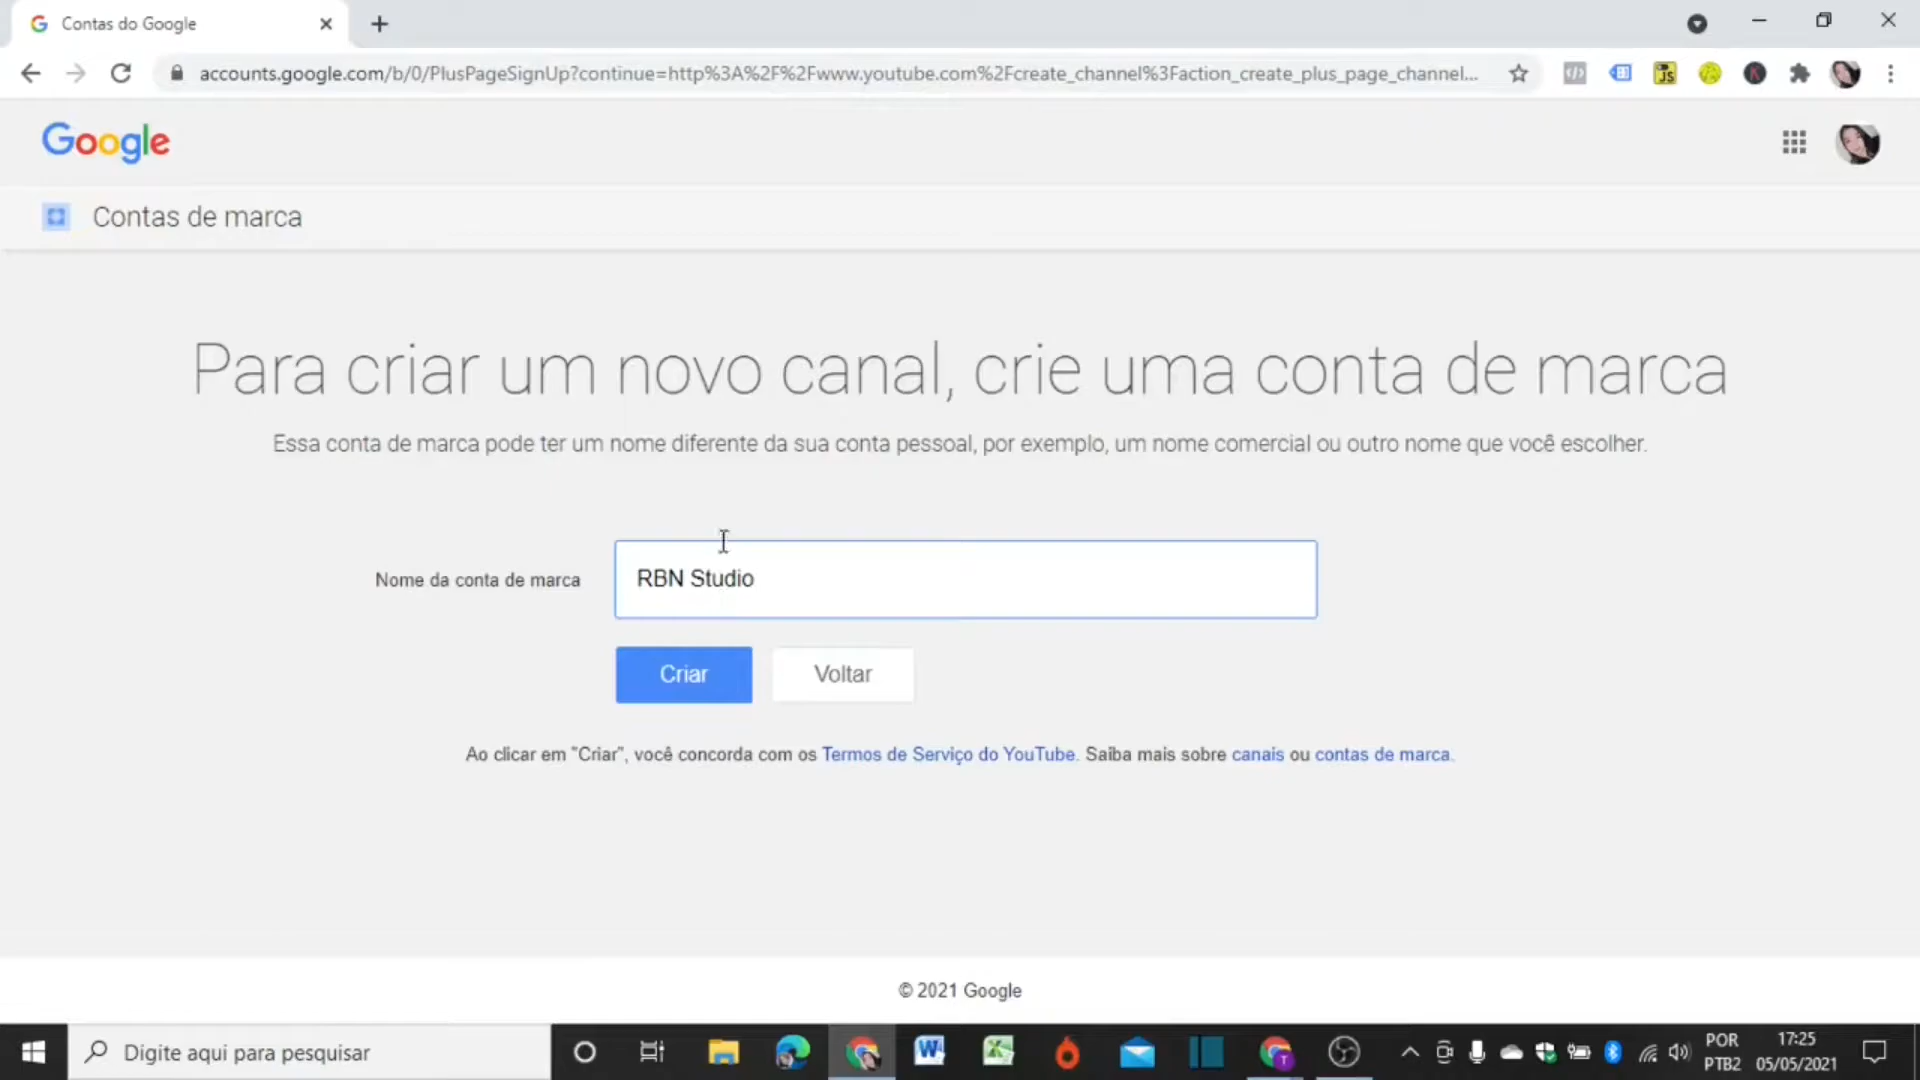 Contas do Google
accounts.google.com/b/0/PlusPageSignUp?continue=http%3A%2F%2Fwww.youtube.com%2Fcreate_channel%3Faction_create_plus_page_channel...
Google
Contas de marca
Para criar um novo canal, crie uma conta de marca
Essa conta de marca pode ter um nome diferente da sua conta pessoal, por exemplo, um nome comercial ou outro nome que você escolher.
Nome da conta de marca
RBN Studio
Criar
Voltar
Ao clicar em "Criar", você concorda com os Termos de Serviço do YouTube. Saiba mais sobre canais ou contas de marca.
© 2021 Google
Digite aqui para pesquisar
POR
PTB2
17:25
05/05/2021